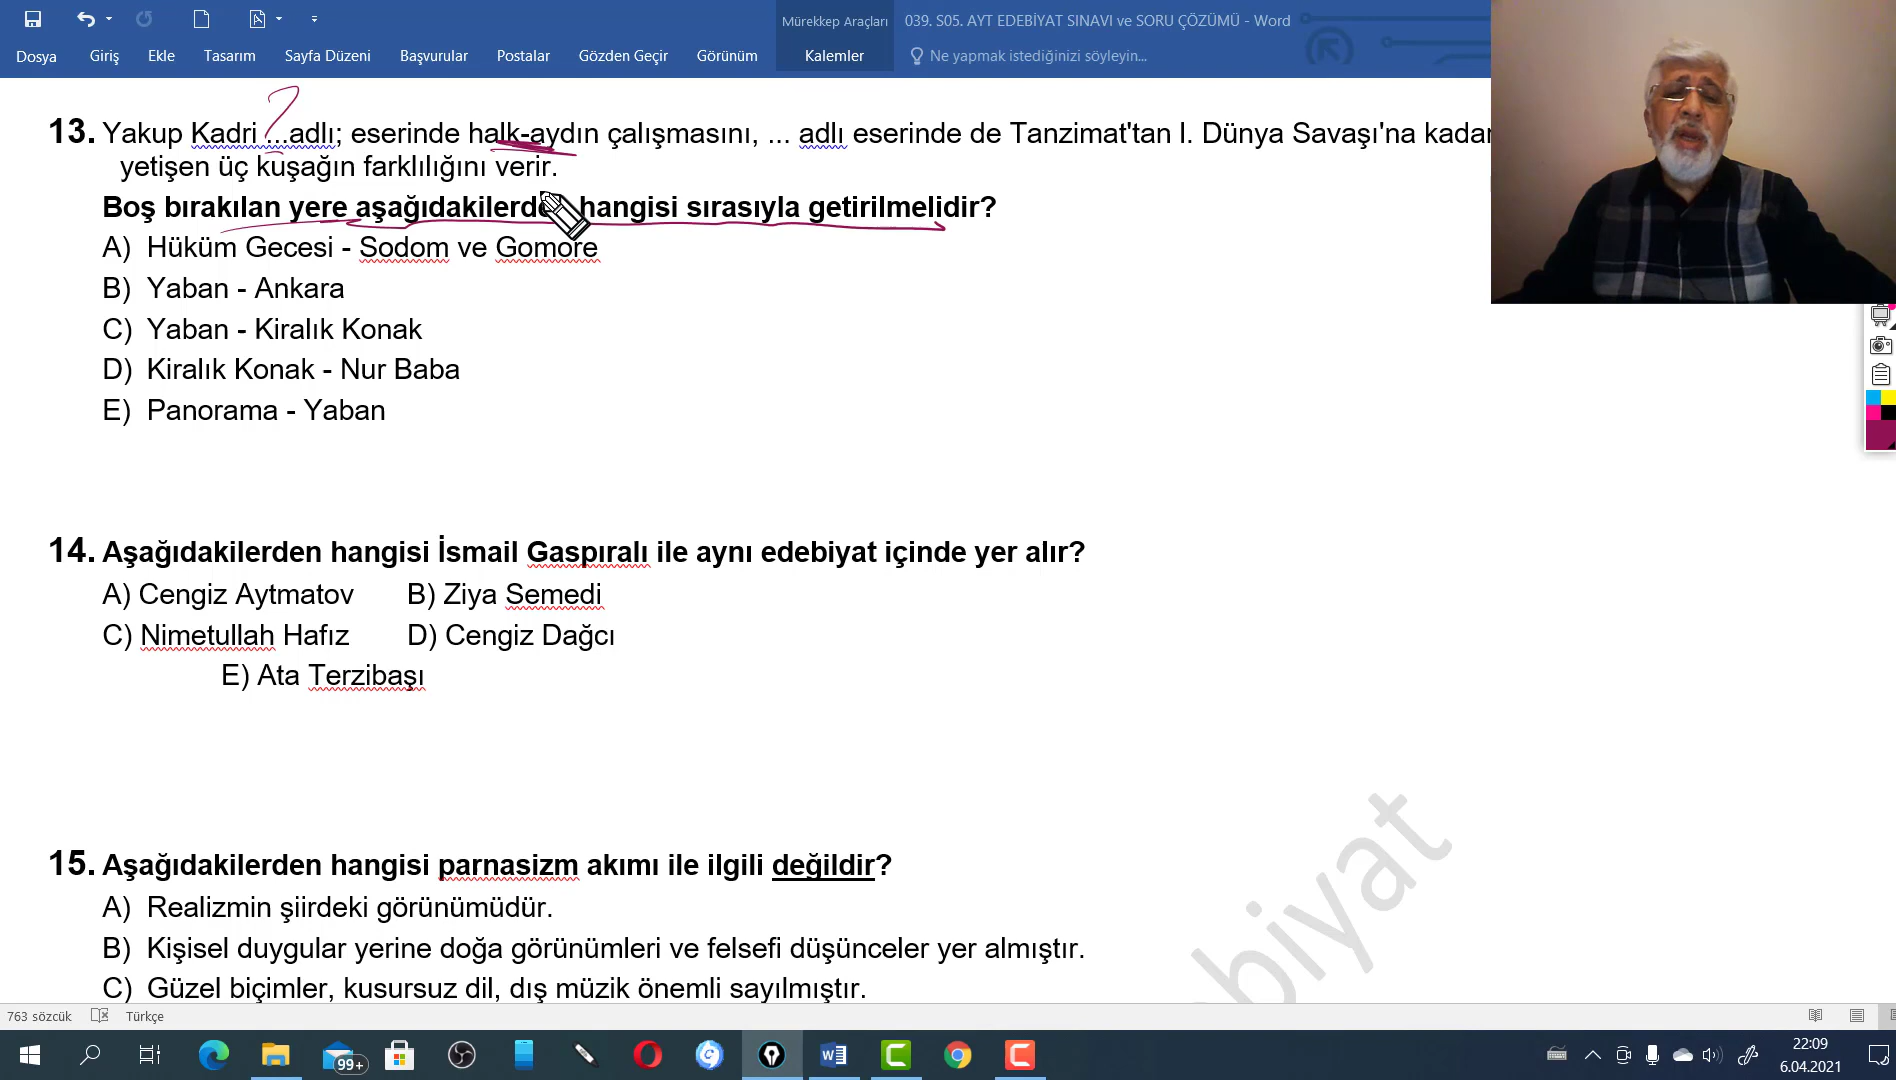 Mürekkep Araçları
039. S05. AYT EDEBİYAT SINAVI ve SORU ÇÖZÜMÜ - Word
Dosya Giriş Ekle Tasarım Sayfa Düzeni Başvurular Postalar Gözden Geçir Görünüm Kalemler Ne yapmak istediğinizi söyleyin...
13. Yakup Kadri ...adlı; eserinde halk-aydın çalışmasını, ... adlı eserinde de Tanzimat'tan I. Dünya Savaşı'na kadar
yetişen üç kuşağın farklılığını verir.
Boş bırakılan yere aşağıdakilerde hangisi sırasıyla getirilmelidir?
A) Hüküm Gecesi - Sodom ve Gomore
B) Yaban - Ankara
C) Yaban - Kiralık Konak
D) Kiralık Konak - Nur Baba
E) Panorama - Yaban
14. Aşağıdakilerden hangisi İsmail Gaspıralı ile aynı edebiyat içinde yer alır?
A) Cengiz Aytmatov B) Ziya Semedi
C) Nimetullah Hafız D) Cengiz Dağcı
E) Ata Terzibaşı
15. Aşağıdakilerden hangisi parnasizm akımı ile ilgili değildir?
A) Realizmin şiirdeki görünümüdür.
B) Kişisel duygular yerine doğa görünümleri ve felsefi düşünceler yer almıştır.
C) Güzel biçimler, kusursuz dil, dış müzik önemli sayılmıştır.
biyat
763 sözcük Türkçe
99+
22:09
6.04.2021